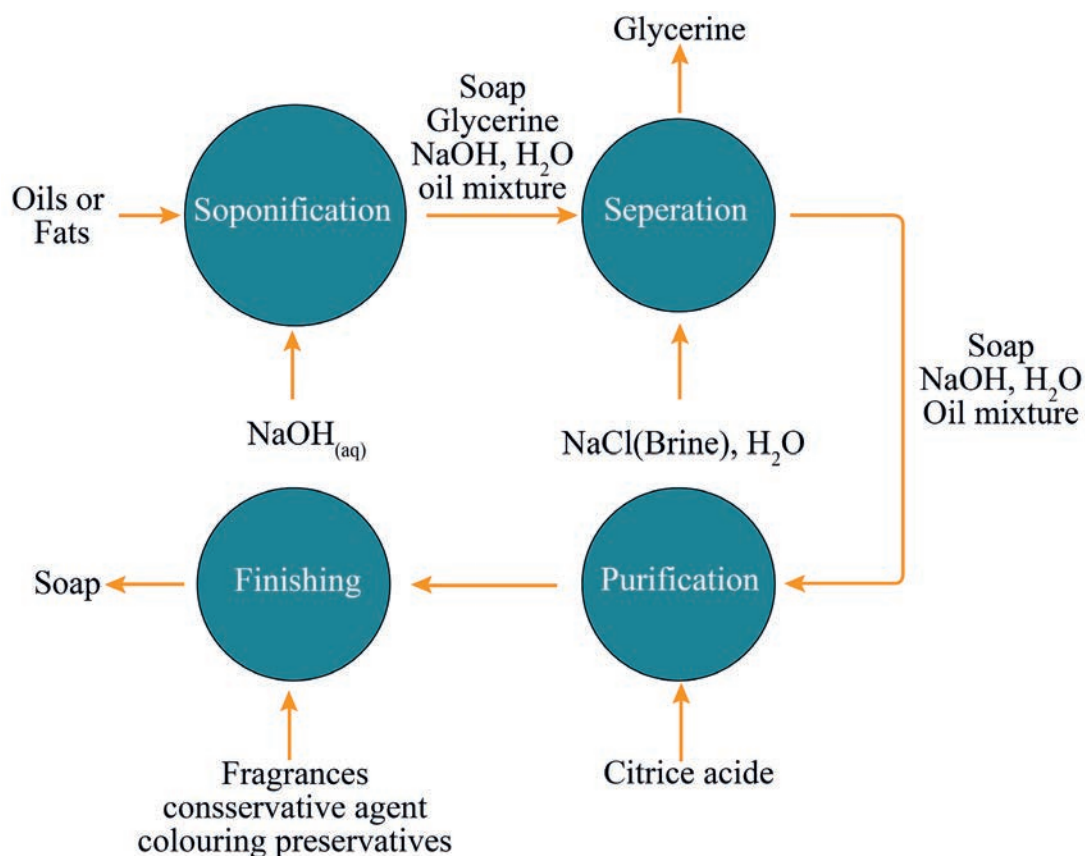 Glycerine
Soap
Glycerine
NaOH, H₂O
oil mixture
Oils or
Fats
Soponification
Seperation
Soap
NaOH, H₂O
Oil mixture
NaOH(aq)
NaCl(Brine), H₂O
Soap
Finishing
Purification
Fragrances
consservative agent
colouring preservatives
Citrice acide